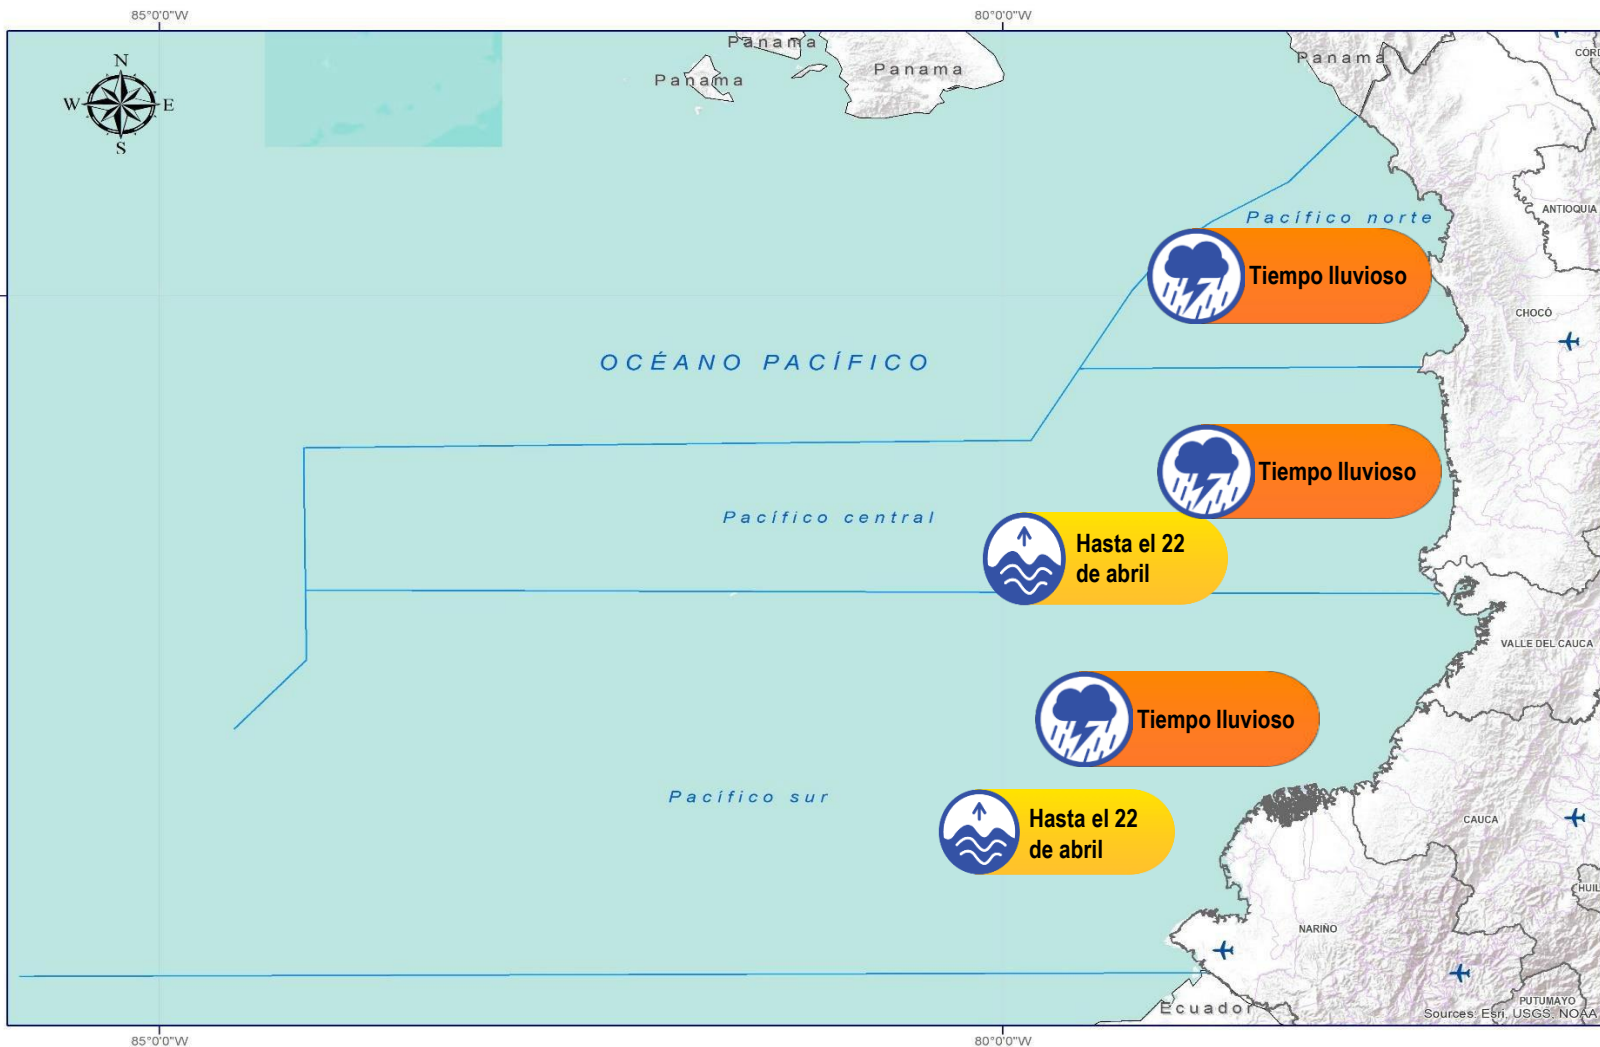 85°0'0"W
80°0'0"W
N
W
E
S
Panama
Panama
Panama
Panama
CÓRD
ANTIOQUIA
Pacífico norte
Tiempo lluvioso
CHOCÓ
OCÉANO PACÍFICO
Tiempo lluvioso
Pacífico central
Hasta el 22
de abril
VALLE DEL CAUCA
Tiempo lluvioso
Pacífico sur
Hasta el 22
de abril
CAUCA
HUIL
NARIÑO
PUTUMAYO
Ecuador
Sources: Esri, USGS, NOAA
85°0'0"W
80°0'0"W